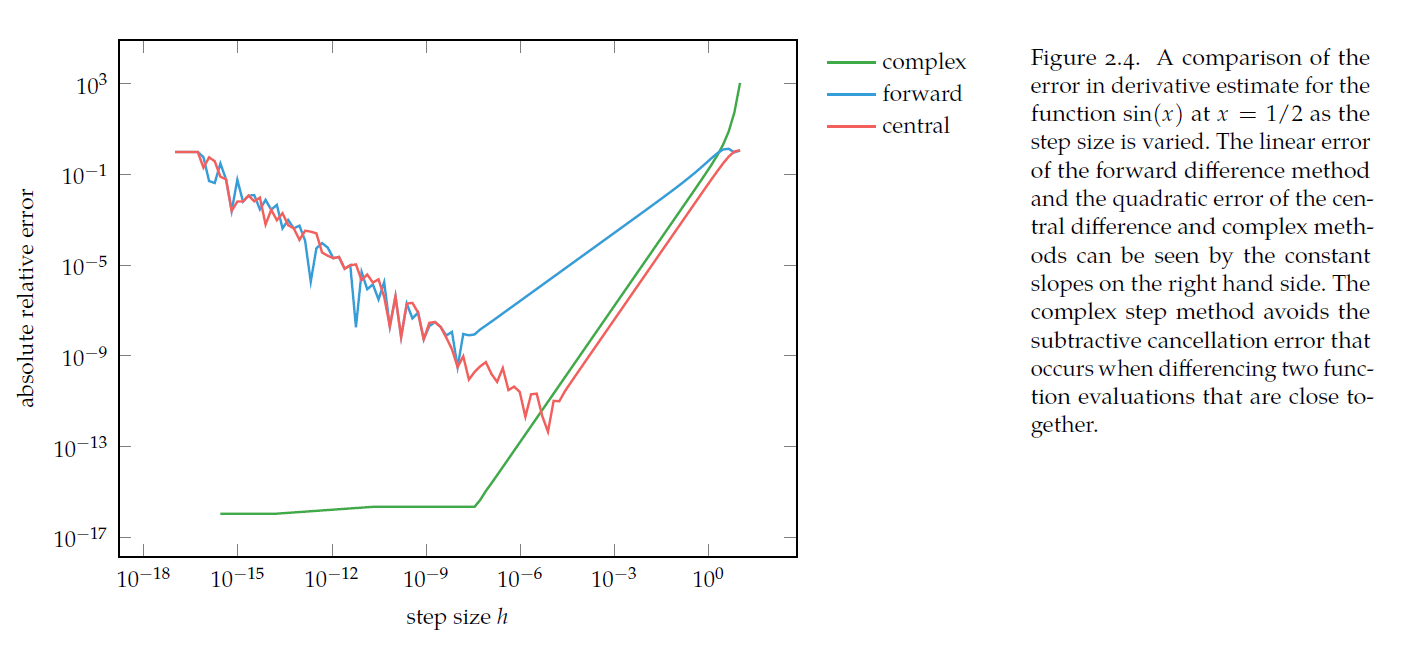 10^3
10^−1
10^−5
10^−9
10^−13
10^−17
absolute relative error
10^−18 10^−15 10^−12 10^−9 10^−6 10^−3 10^0
step size h
complex
forward
central
Figure 2.4. A comparison of the
error in derivative estimate for the
function sin(x) at x = 1/2 as the
step size is varied. The linear error
of the forward difference method
and the quadratic error of the cen-
tral difference and complex meth-
ods can be seen by the constant
slopes on the right hand side. The
complex step method avoids the
subtractive cancellation error that
occurs when differencing two func-
tion evaluations that are close to-
gether.